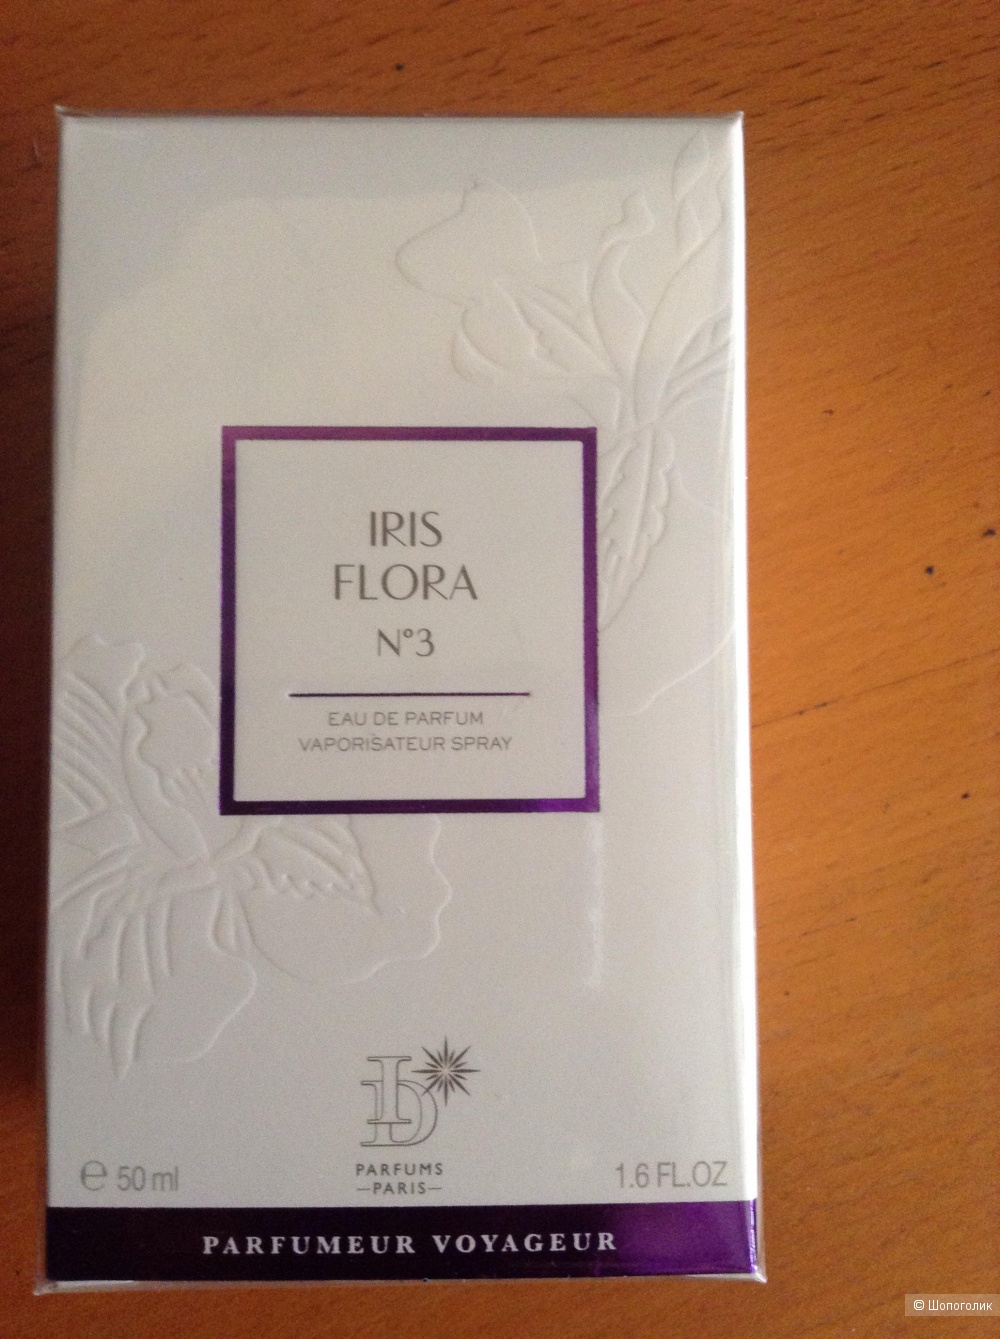 IRIS
FLORA
N°3
EAU DE PARFUM
VAPORISATEUR SPRAY
ID
PARFUMS
PARIS
℮ 50 ml
1.6 FL.OZ
PARFUMEUR VOYAGEUR
© Шопоголик